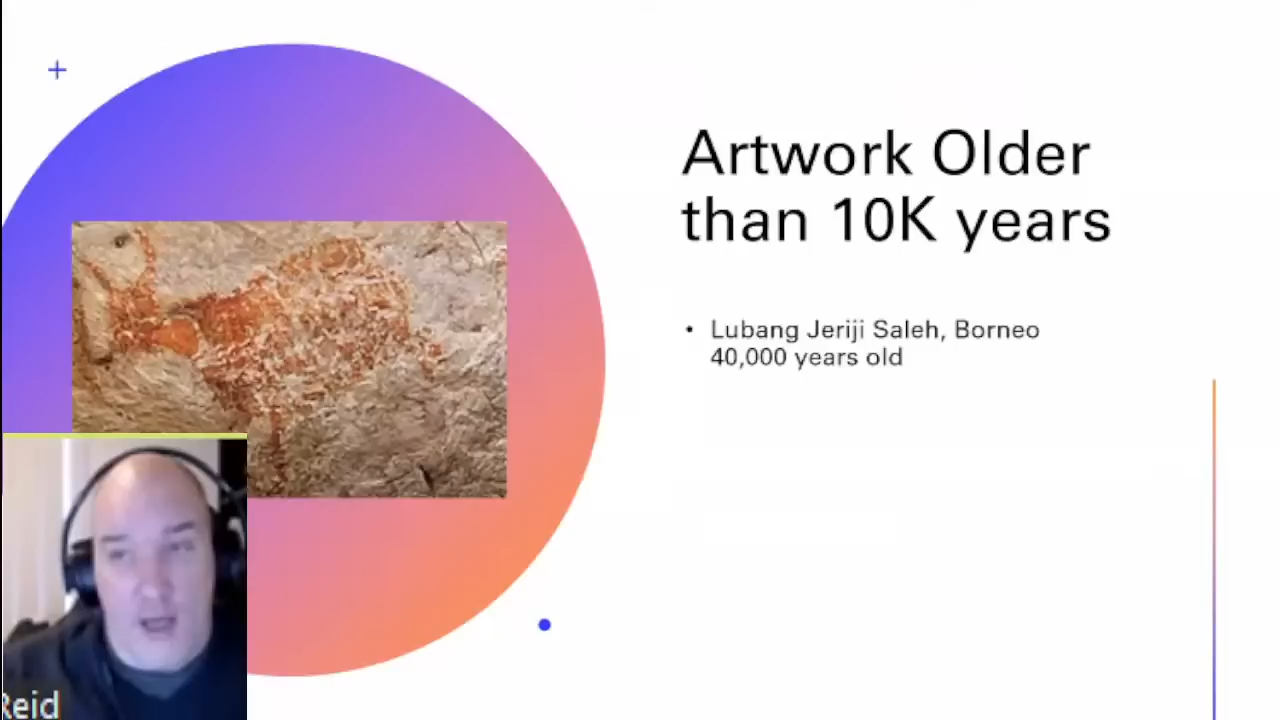 Artwork Older
than 10K years
• Lubang Jeriji Saleh, Borneo
40,000 years old
Reid